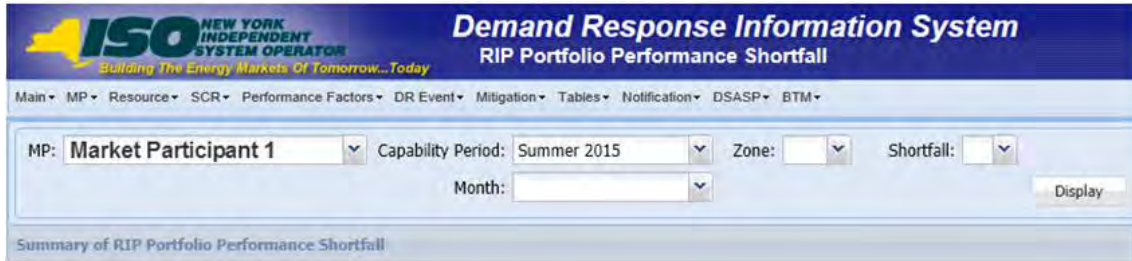 NEW YORK
INDEPENDENT
SYSTEM OPERATOR
ISO
Building The Energy Markets Of Tomorrow...Today
Demand Response Information System
RIP Portfolio Performance Shortfall
Main MP Resource SCR Performance Factors DR Event Mitigation Tables Notification DSASP BTM
MP: Market Participant 1 Capability Period: Summer 2015 Zone: Shortfall:
Month: Display
Summary of RIP Portfolio Performance Shortfall